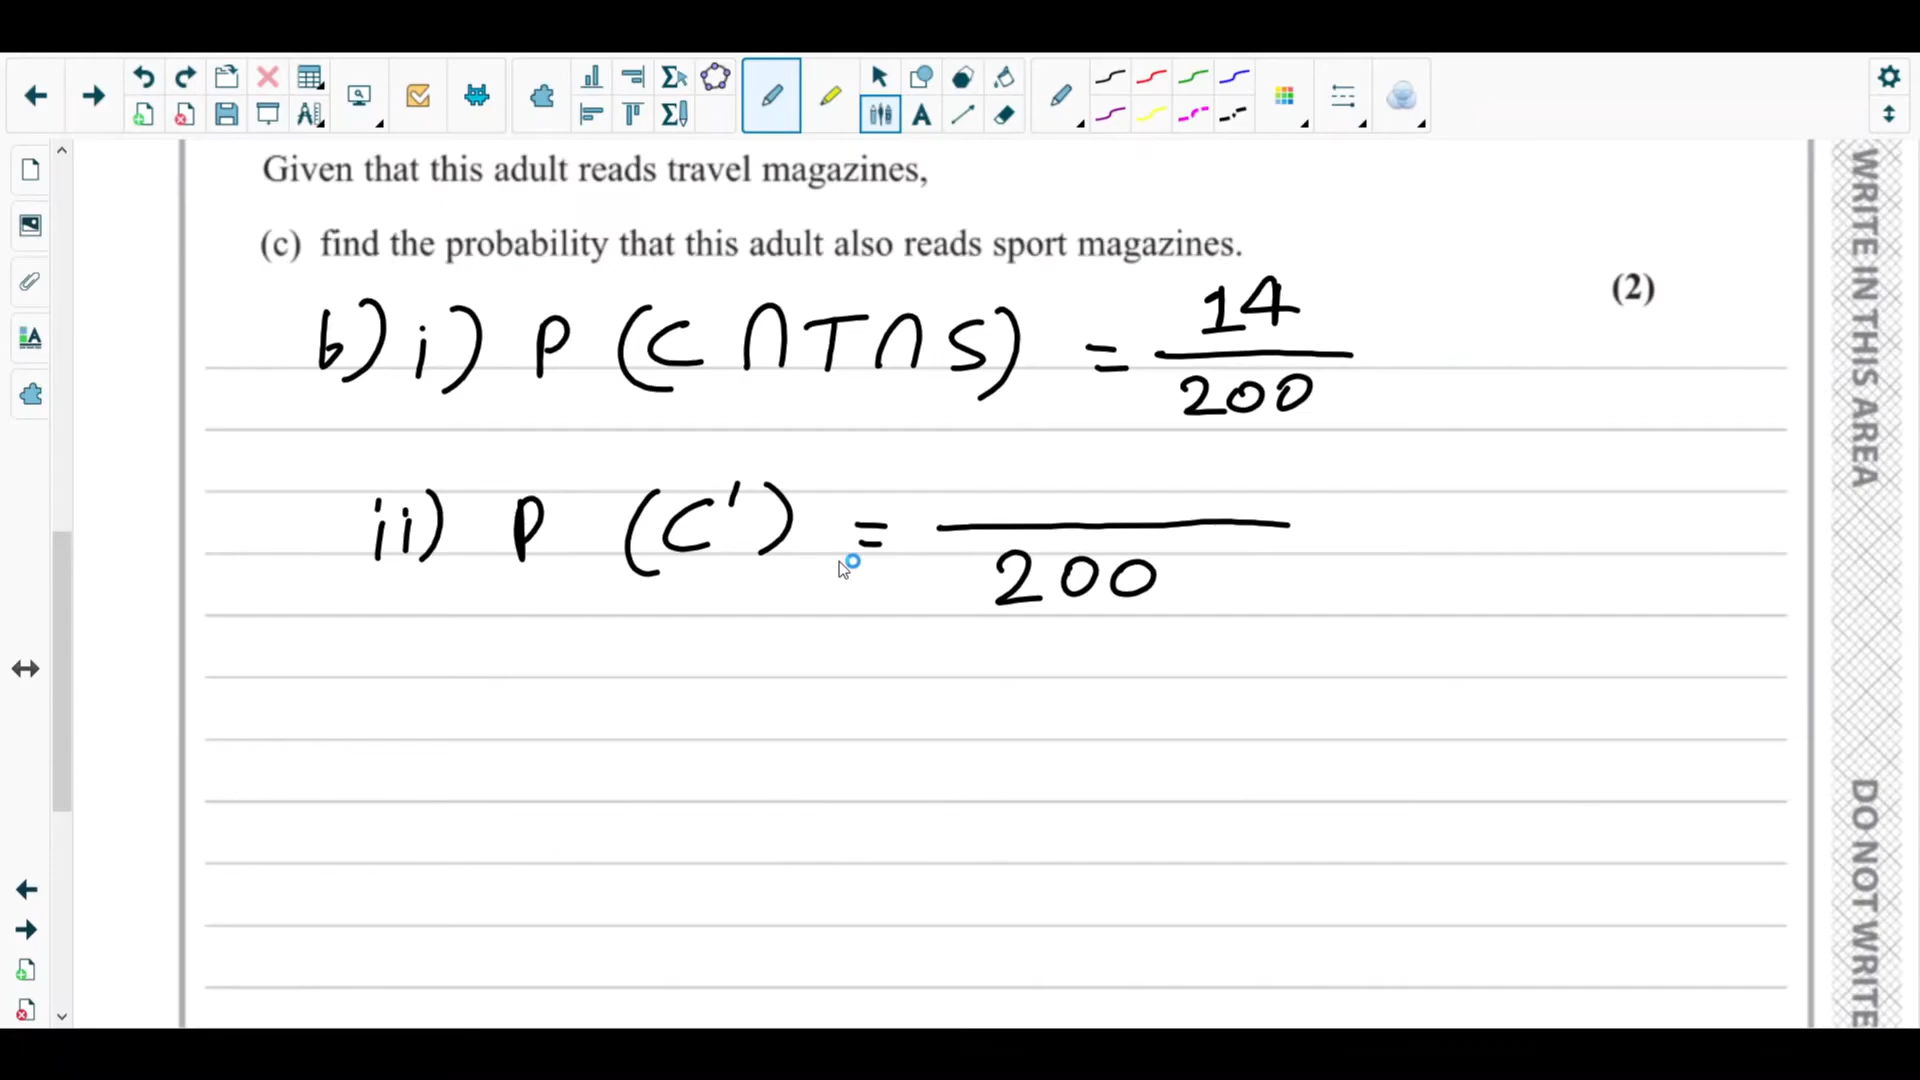 Given that this adult reads travel magazines,
(c) find the probability that this adult also reads sport magazines.
(2)
b) i) P (C ∩ T ∩ S) = 14/200
ii) P (C') = /200
WRITE IN THIS AREA
DO NOT WRITE